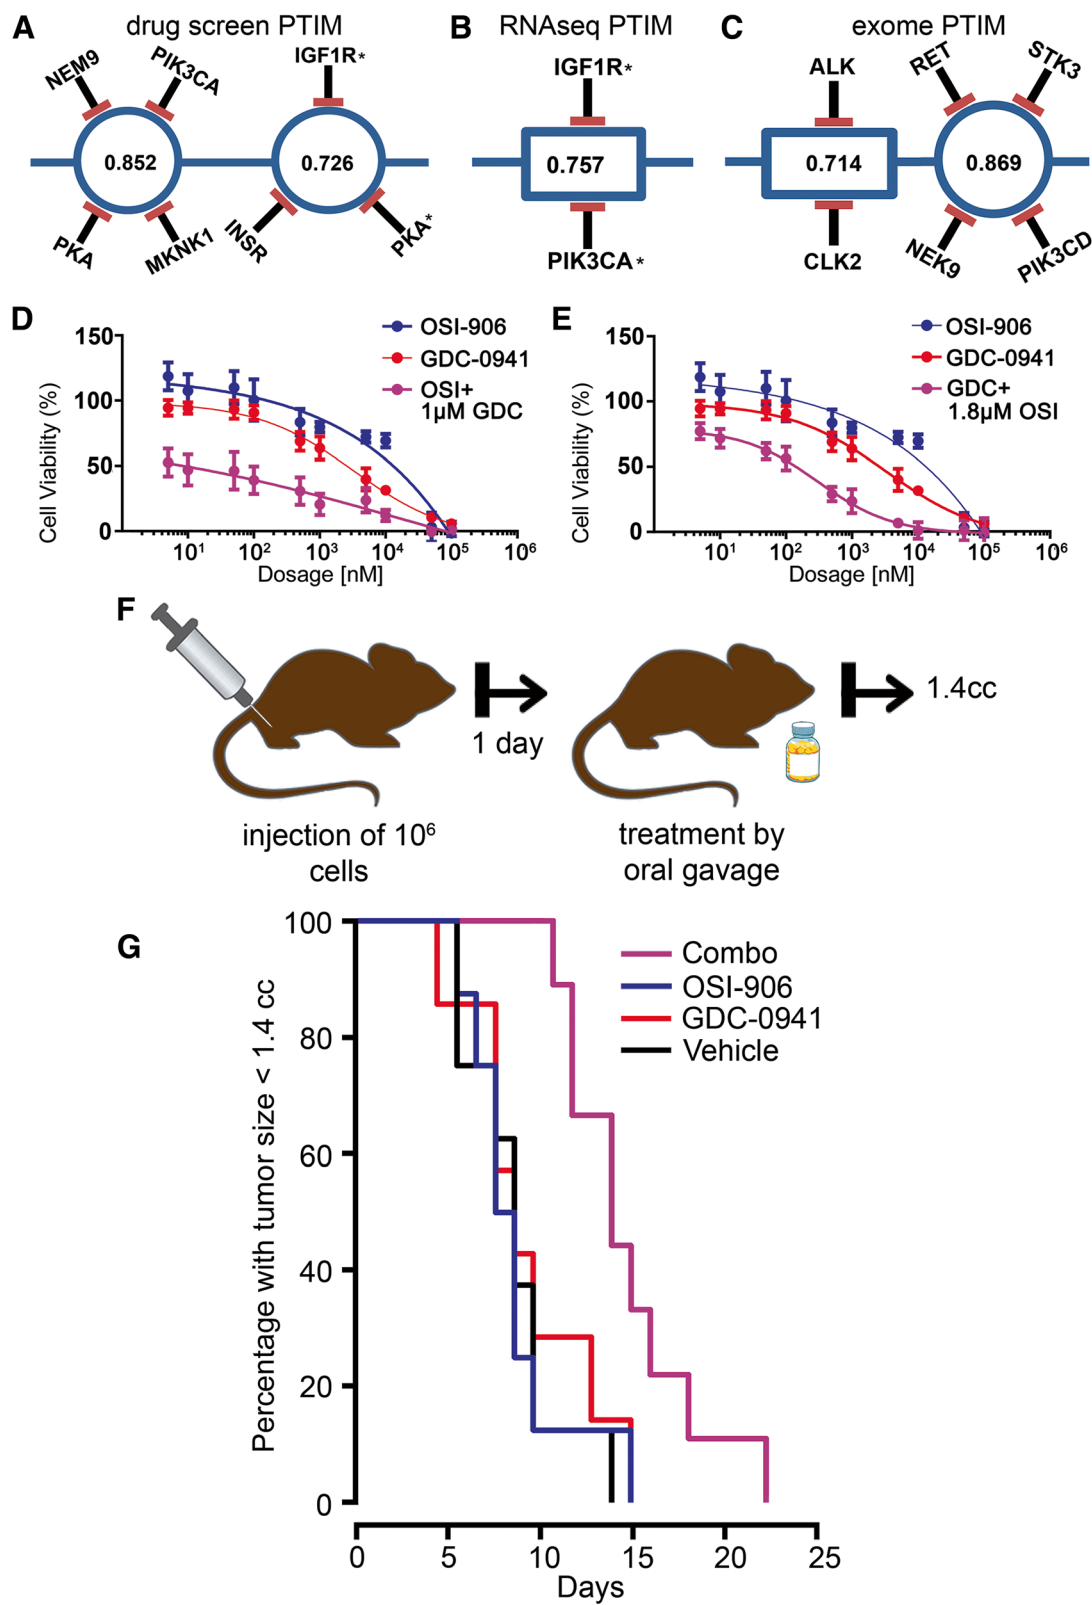 A
drug screen PTIM
B
RNAseq PTIM
C
exome PTIM
NEM9
PIK3CA
IGF1R*
0.852
0.726
PKA
MKNK1
INSR
PKA*
IGF1R*
0.757
PIK3CA*
ALK
RET
STK3
0.714
0.869
CLK2
NEK9
PIK3CD
D
150
100
50
0
Cell Viability (%)
OSI-906
GDC-0941
OSI+
1µM GDC
10¹ 10² 10³ 10⁴ 10⁵ 10⁶
Dosage [nM]
E
150
100
50
0
Cell Viability (%)
OSI-906
GDC-0941
GDC+
1.8µM OSI
10¹ 10² 10³ 10⁴ 10⁵ 10⁶
Dosage [nM]
F
1 day
1.4cc
injection of 10⁶
cells
treatment by
oral gavage
G
Percentage with tumor size < 1.4 cc
100
80
60
40
20
0
Combo
OSI-906
GDC-0941
Vehicle
0 5 10 15 20 25
Days